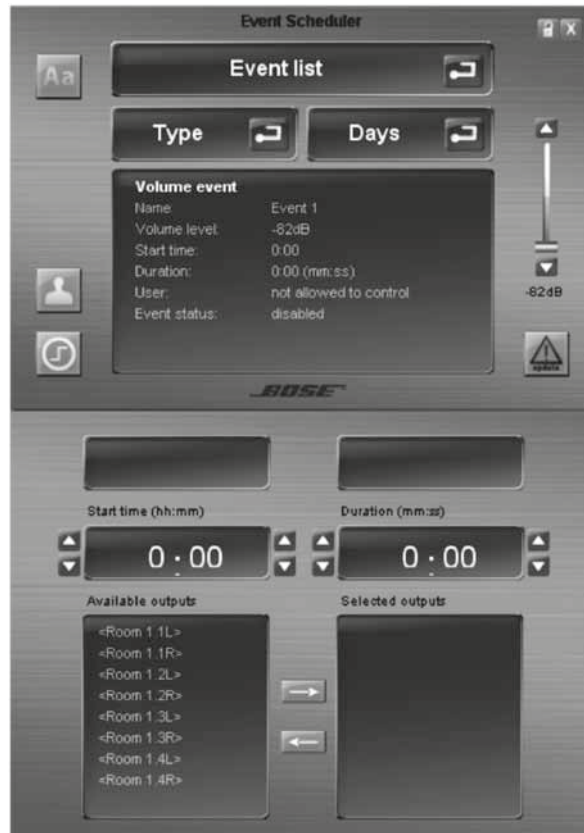 Event Scheduler
X
Aa
Event list
Type
Days
Volume event
Name Event 1
Volume level: -82dB
Start time: 0:00
Duration: 0:00 (mm:ss)
User: not allowed to control
Event status: disabled
-82dB
update
BOSE
Start time (hh:mm)
Duration (mm:ss)
0:00
0:00
Available outputs
Selected outputs
<Room 1.1L>
<Room 1.1R>
<Room 1.2L>
<Room 1.2R>
<Room 1.3L>
<Room 1.3R>
<Room 1.4L>
<Room 1.4R>